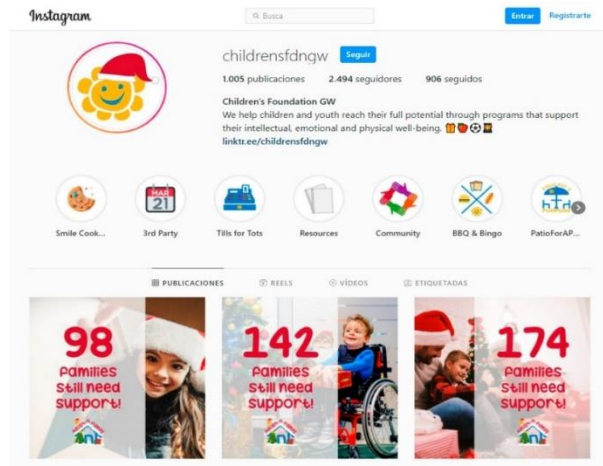 Instagram
Busca
Entrar
Registrarte
childrensfdngw
Seguir
1.005 publicaciones
2.494 seguidores
906 seguidos
Children's Foundation GW
We help children and youth reach their full potential through programs that support
their intellectual, emotional and physical well-being.
linktr.ee/childrensfdngw
MAR
21
Smile Cook...
3rd Party
Tills for Tots
Resources
Community
BBQ & Bingo
PatioForAP...
PUBLICACIONES
REELS
VÍDEOS
ETIQUETADAS
98
Families
still need
support!
142
Families
still need
support!
174
Families
still need
support!